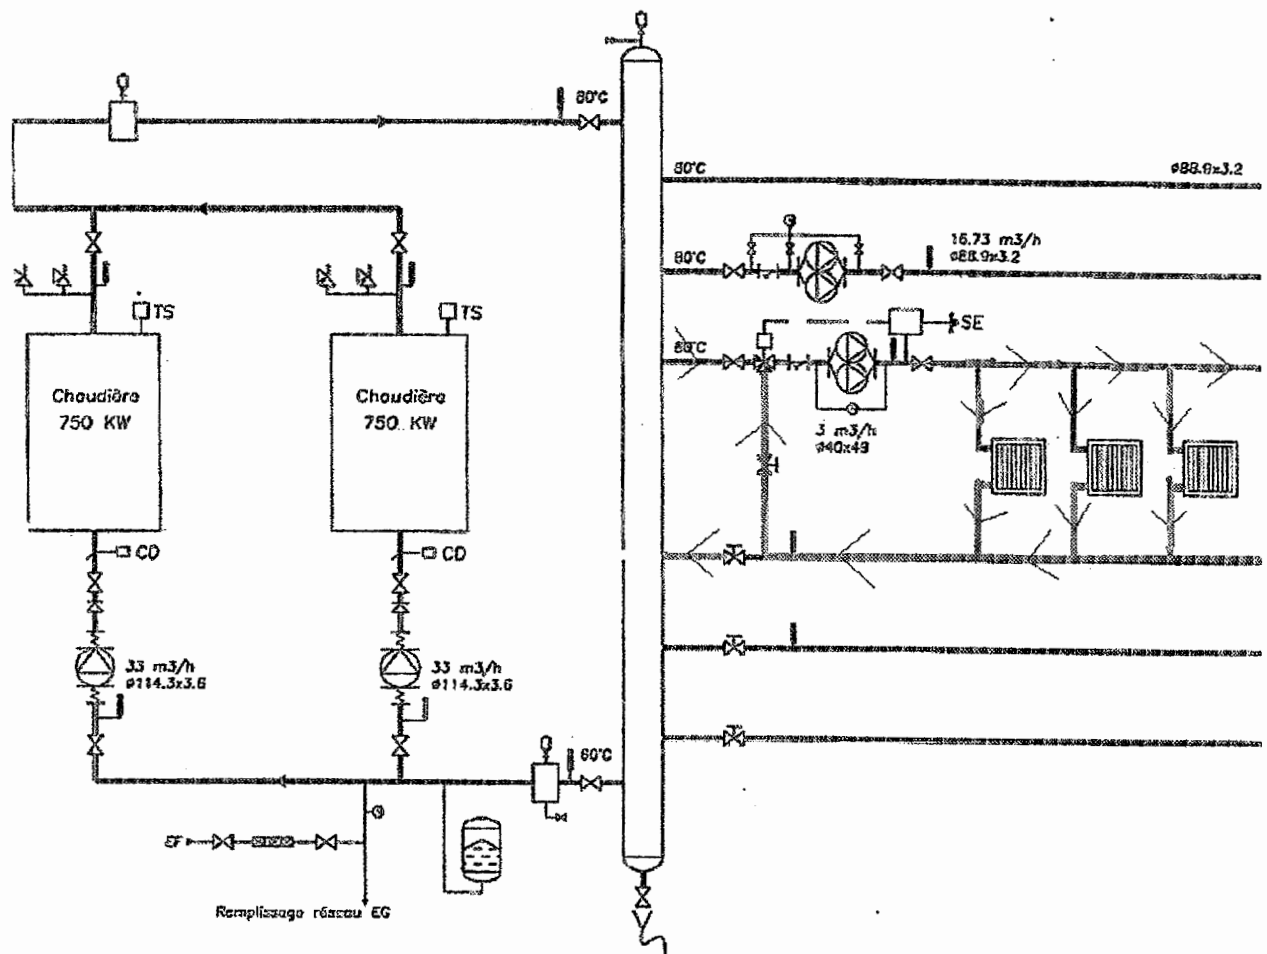 80°C
80°C
ø88.9x3.2
80°C
16.73 m3/h
ø88.9x3.2
TS
TS
SE
80°C
Chaudière
750 KW
Chaudière
750 KW
3 m3/h
ø40x49
CD
CD
33 m3/h
ø114.3x3.6
33 m3/h
ø114.3x3.6
60°C
EF
Remplissage réseau EG